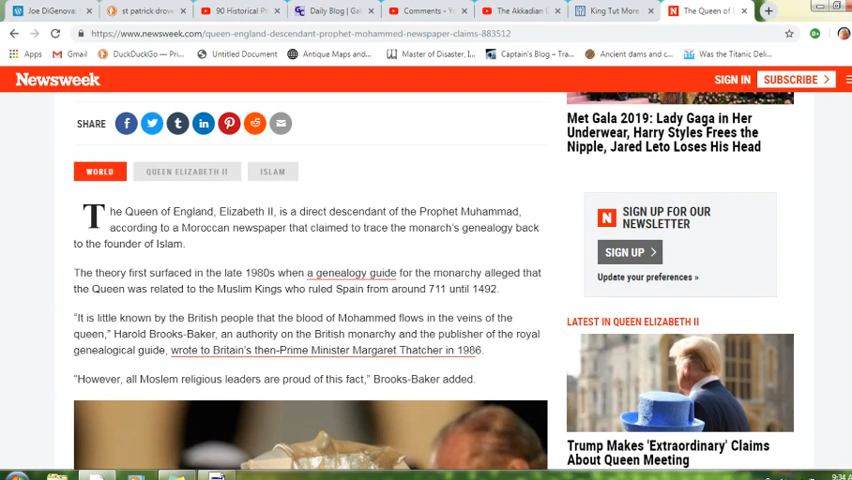 Joe DiGenova
st patrick drow
90 Historical P
Daily Blog | Gal
Comments - Yo
The Akkadian
King Tut More
The Queen of E
https://www.newsweek.com/queen-england-descendant-prophet-mohammed-newspaper-claims-883512
Apps
Gmail
DuckDuckGo — Pr...
Untitled Document
Antique Maps and...
Master of Disaster, I...
Captain's Blog – Tra...
Ancient dams and c...
Was the Titanic Deli...
Newsweek
SIGN IN
SUBSCRIBE >
SHARE
WORLD
QUEEN ELIZABETH II
ISLAM
The Queen of England, Elizabeth II, is a direct descendant of the Prophet Muhammad,
according to a Moroccan newspaper that claimed to trace the monarch's genealogy back
to the founder of Islam.
The theory first surfaced in the late 1980s when a genealogy guide for the monarchy alleged that
the Queen was related to the Muslim Kings who ruled Spain from around 711 until 1492.
"It is little known by the British people that the blood of Mohammed flows in the veins of the
queen," Harold Brooks-Baker, an authority on the British monarchy and the publisher of the royal
genealogical guide, wrote to Britain's then-Prime Minister Margaret Thatcher in 1986.
"However, all Moslem religious leaders are proud of this fact," Brooks-Baker added.
Met Gala 2019: Lady Gaga in Her
Underwear, Harry Styles Frees the
Nipple, Jared Leto Loses His Head
N
SIGN UP FOR OUR
NEWSLETTER
SIGN UP >
Update your preferences »
LATEST IN QUEEN ELIZABETH II
Trump Makes 'Extraordinary' Claims
About Queen Meeting
9:34 AM